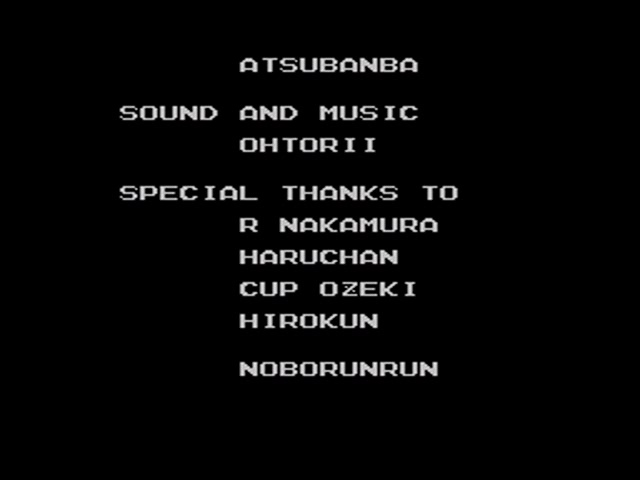 ATSUBANBA
SOUND AND MUSIC
OHTORII
SPECIAL THANKS TO
R NAKAMURA
HARUCHAN
CUP OZEKI
HIROKUN
NOBORUNRUN